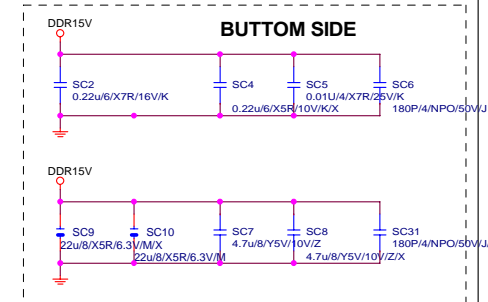 DDR15V
BUTTOM SIDE
SC2
0.22u/6/X7R/16V/K
SC4
0.22u/6/X5R/10V/K/X
SC5
0.01U/4/X7R/25V/K
SC6
180P/4/NPO/50V/J
DDR15V
SC9
22u/8/X5R/6.3V/M/X
SC10
22u/8/X5R/6.3V/M
SC7
4.7u/8/Y5V/10V/Z
SC8
4.7u/8/Y5V/10V/Z/X
SC31
180P/4/NPO/50V/J